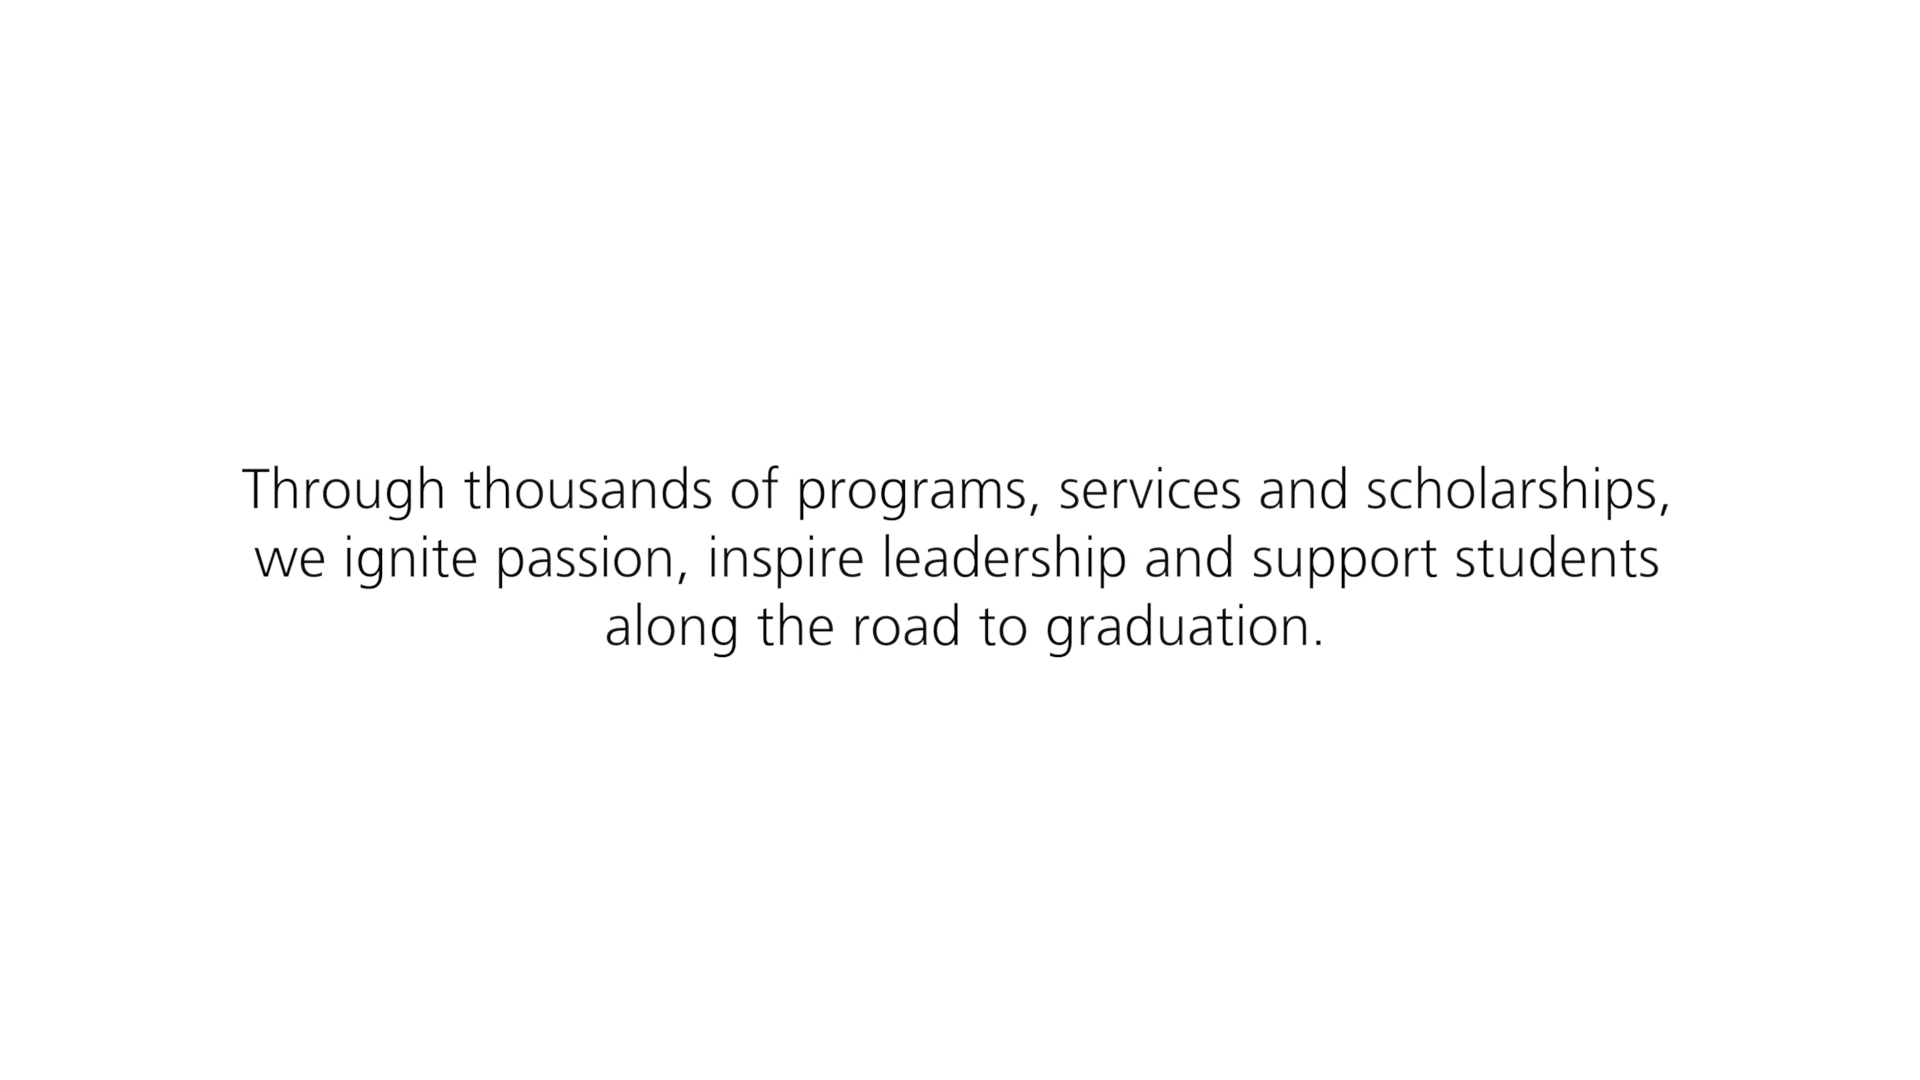 Through thousands of programs, services and scholarships,
we ignite passion, inspire leadership and support students
along the road to graduation.